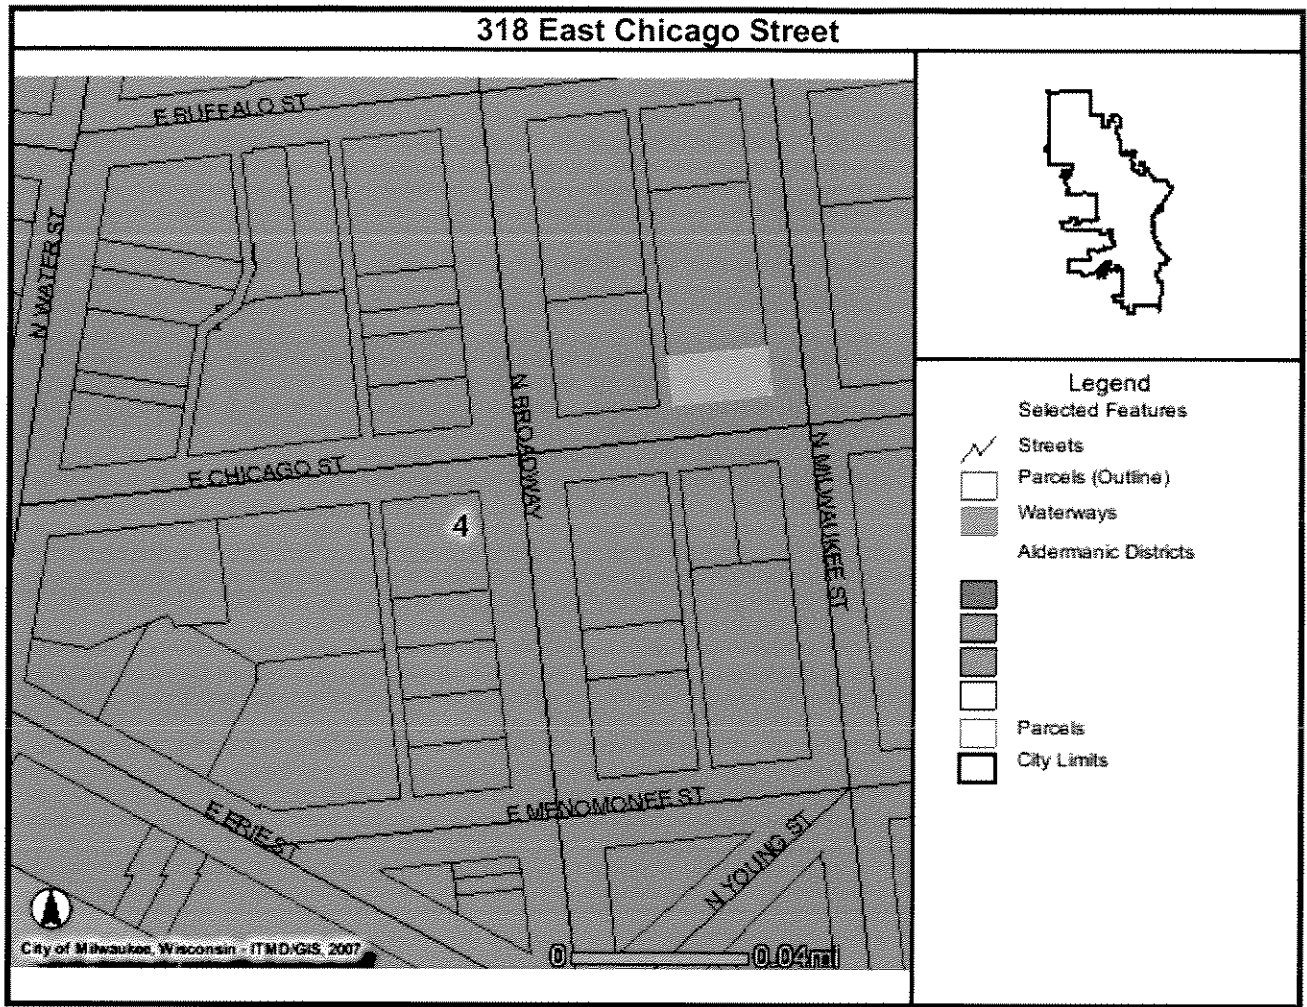 318 East Chicago Street
E BUFFALO ST
N WATER ST
N BROADWAY
E CHICAGO ST
N MILWAUKEE ST
4
E MENOMONEE ST
E ERIE ST
N YOUNG ST
City of Milwaukee, Wisconsin - ITMD/GIS, 2007
0 0.04mi
Legend
Selected Features
Streets
Parcels (Outline)
Waterways
Aldermanic Districts
Parcels
City Limits